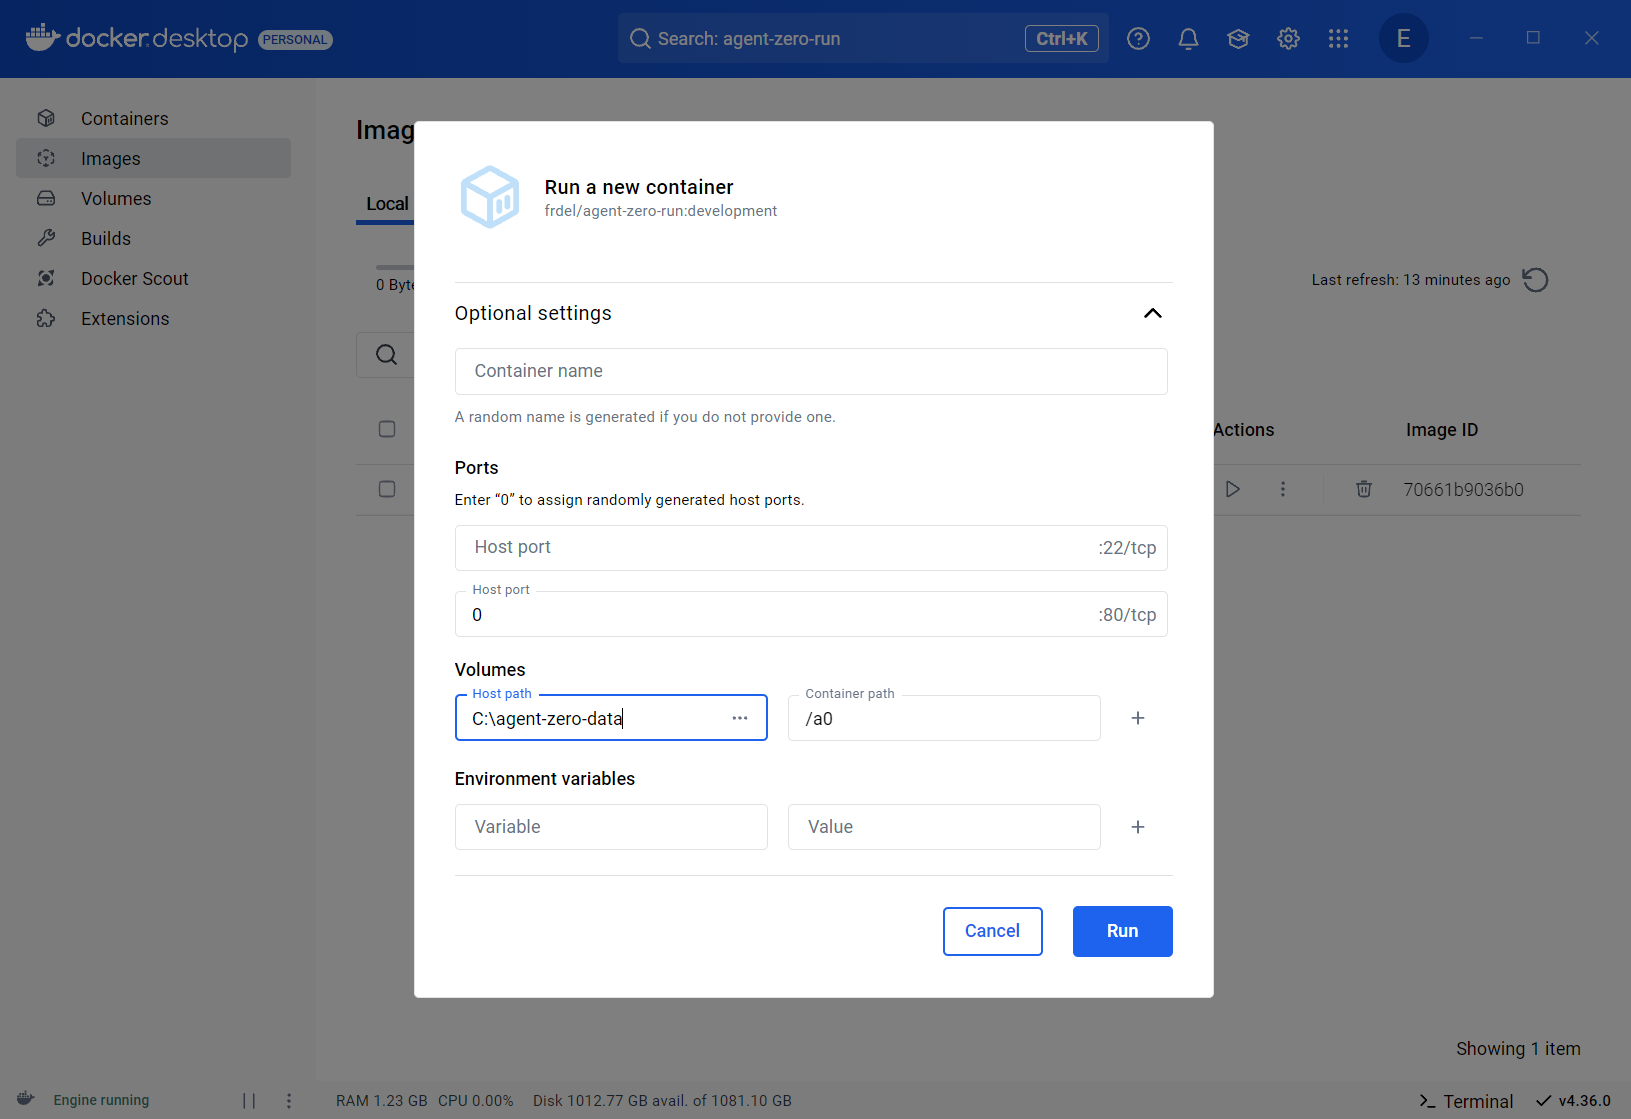 docker.desktop PERSONAL
Search: agent-zero-run Ctrl+K
E
Containers
Images
Volumes
Builds
Docker Scout
Extensions
Imag
Local
0 Byte
Last refresh: 13 minutes ago
Actions Image ID
70661b9036b0
Run a new container
frdel/agent-zero-run:development
Optional settings
Container name
A random name is generated if you do not provide one.
Ports
Enter “0” to assign randomly generated host ports.
Host port :22/tcp
Host port
0 :80/tcp
Volumes
Host path Container path
C:\agent-zero-data ··· /a0 +
Environment variables
Variable Value +
Cancel Run
Showing 1 item
Engine running RAM 1.23 GB CPU 0.00% Disk 1012.77 GB avail. of 1081.10 GB Terminal v4.36.0